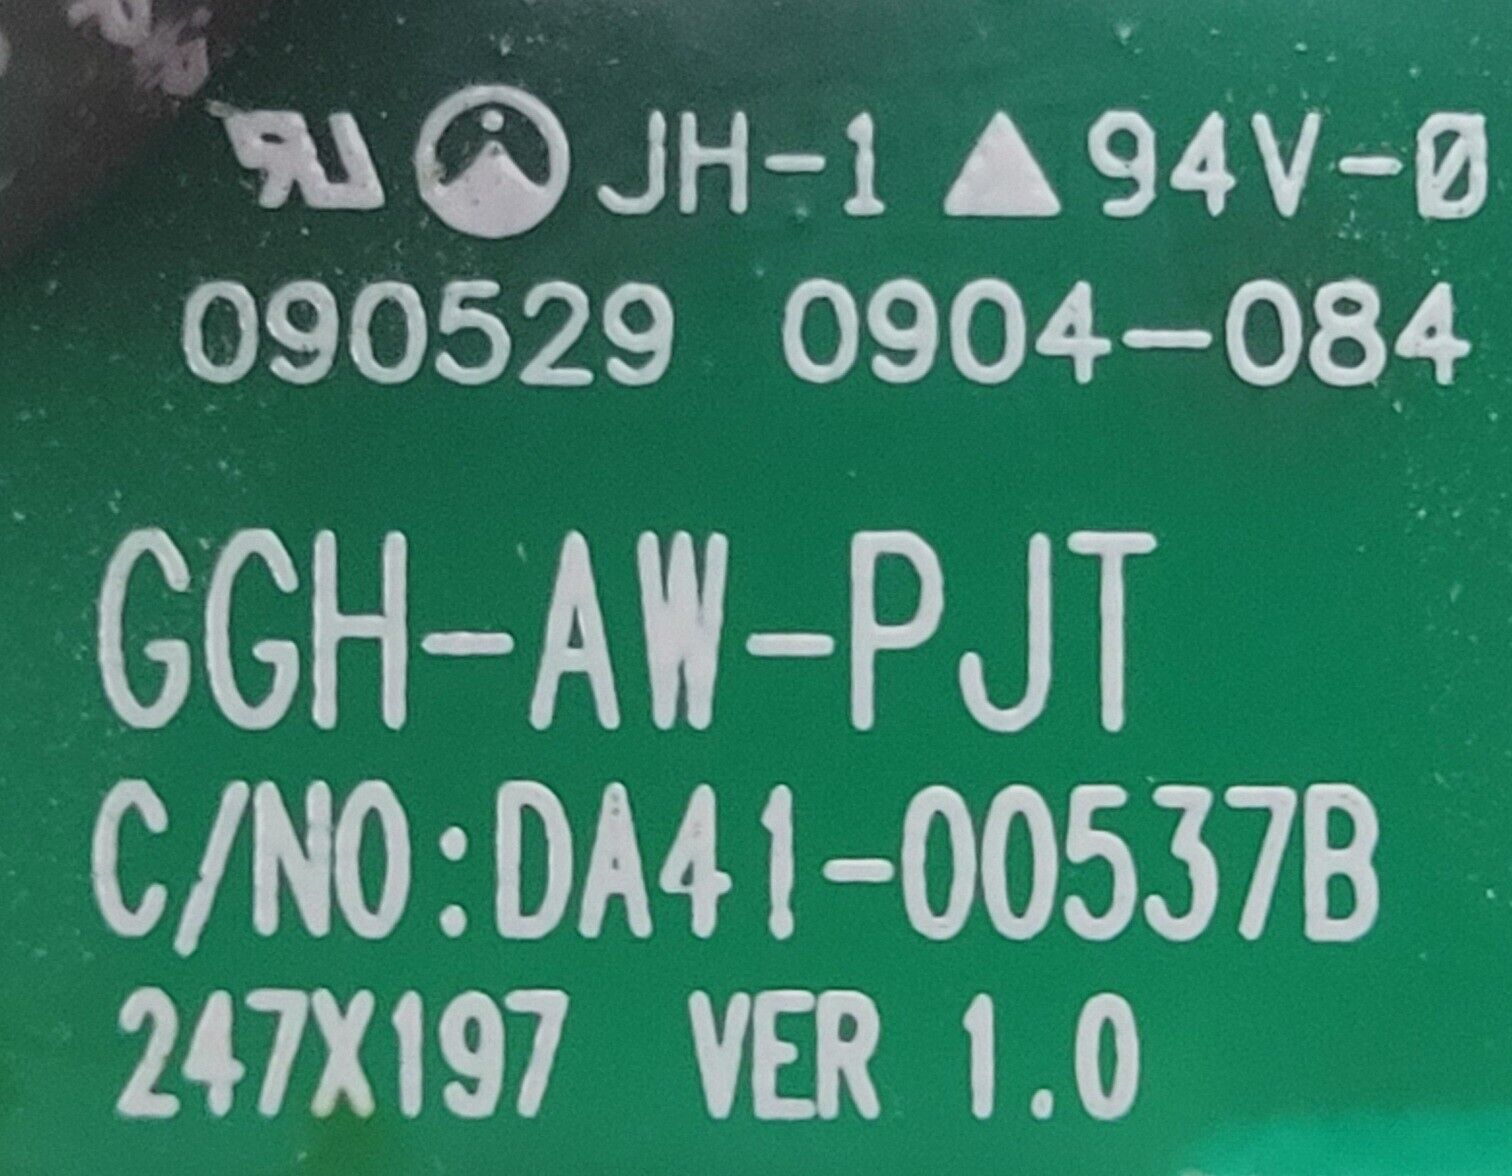 JH-1 ▲ 94V-0
090529 0904-084
GGH-AW-PJT
C/NO:DA41-00537B
247X197 VER 1.0